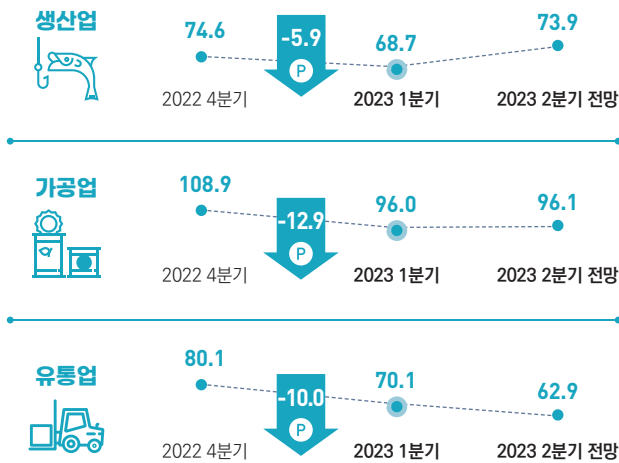 생산업
74.6
-5.9
P
68.7
73.9
2022 4분기
2023 1분기
2023 2분기 전망
가공업
108.9
-12.9
P
96.0
96.1
2022 4분기
2023 1분기
2023 2분기 전망
유통업
80.1
-10.0
P
70.1
62.9
2022 4분기
2023 1분기
2023 2분기 전망